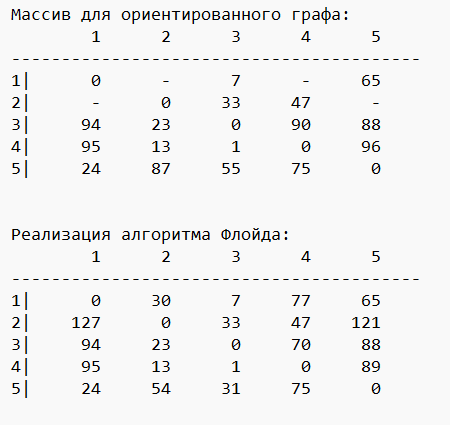 Массив для ориентированного графа:
        1     2     3     4     5
-----------------------------------------
1|      0     -     7     -    65
2|      -     0    33    47     -
3|     94    23     0    90    88
4|     95    13     1     0    96
5|     24    87    55    75     0
Реализация алгоритма Флойда:
        1     2     3     4     5
-----------------------------------------
1|      0    30     7    77    65
2|    127     0    33    47   121
3|     94    23     0    70    88
4|     95    13     1     0    89
5|     24    54    31    75     0